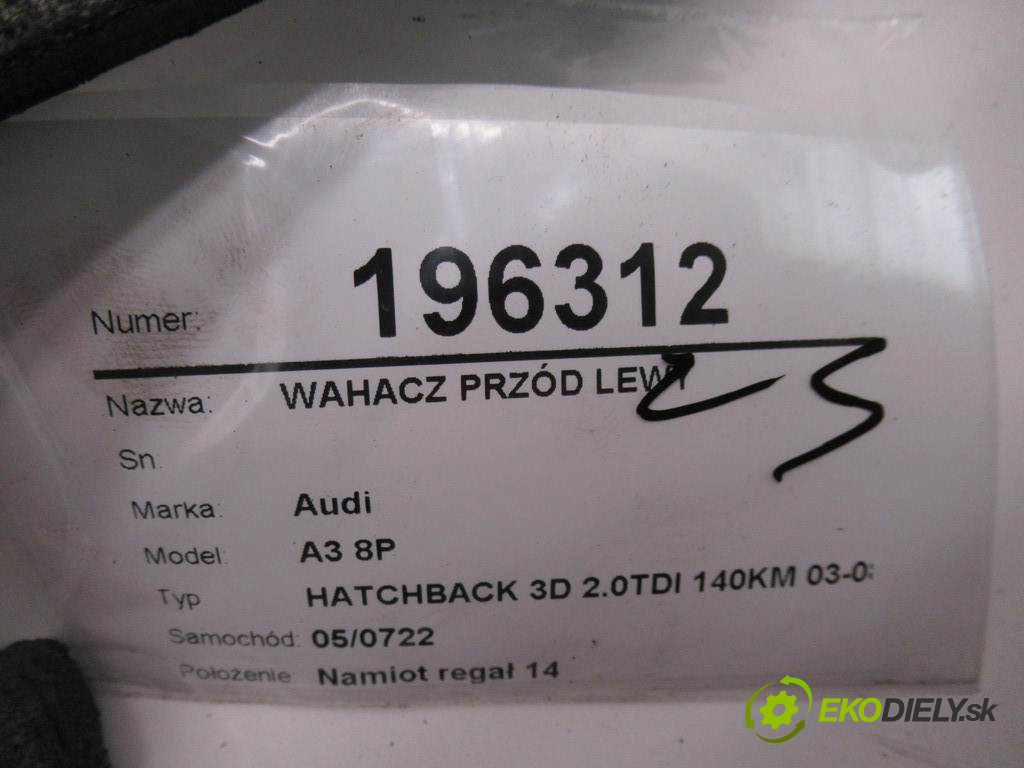 Numer: 196312
Nazwa: WAHACZ PRZÓD LEWY
Sn.
Marka: Audi
Model: A3 8P
Typ HATCHBACK 3D 2.0TDI 140KM 03-08
Samochód: 05/0722
Położenie Namiot regał 14
EKODIELY.sk